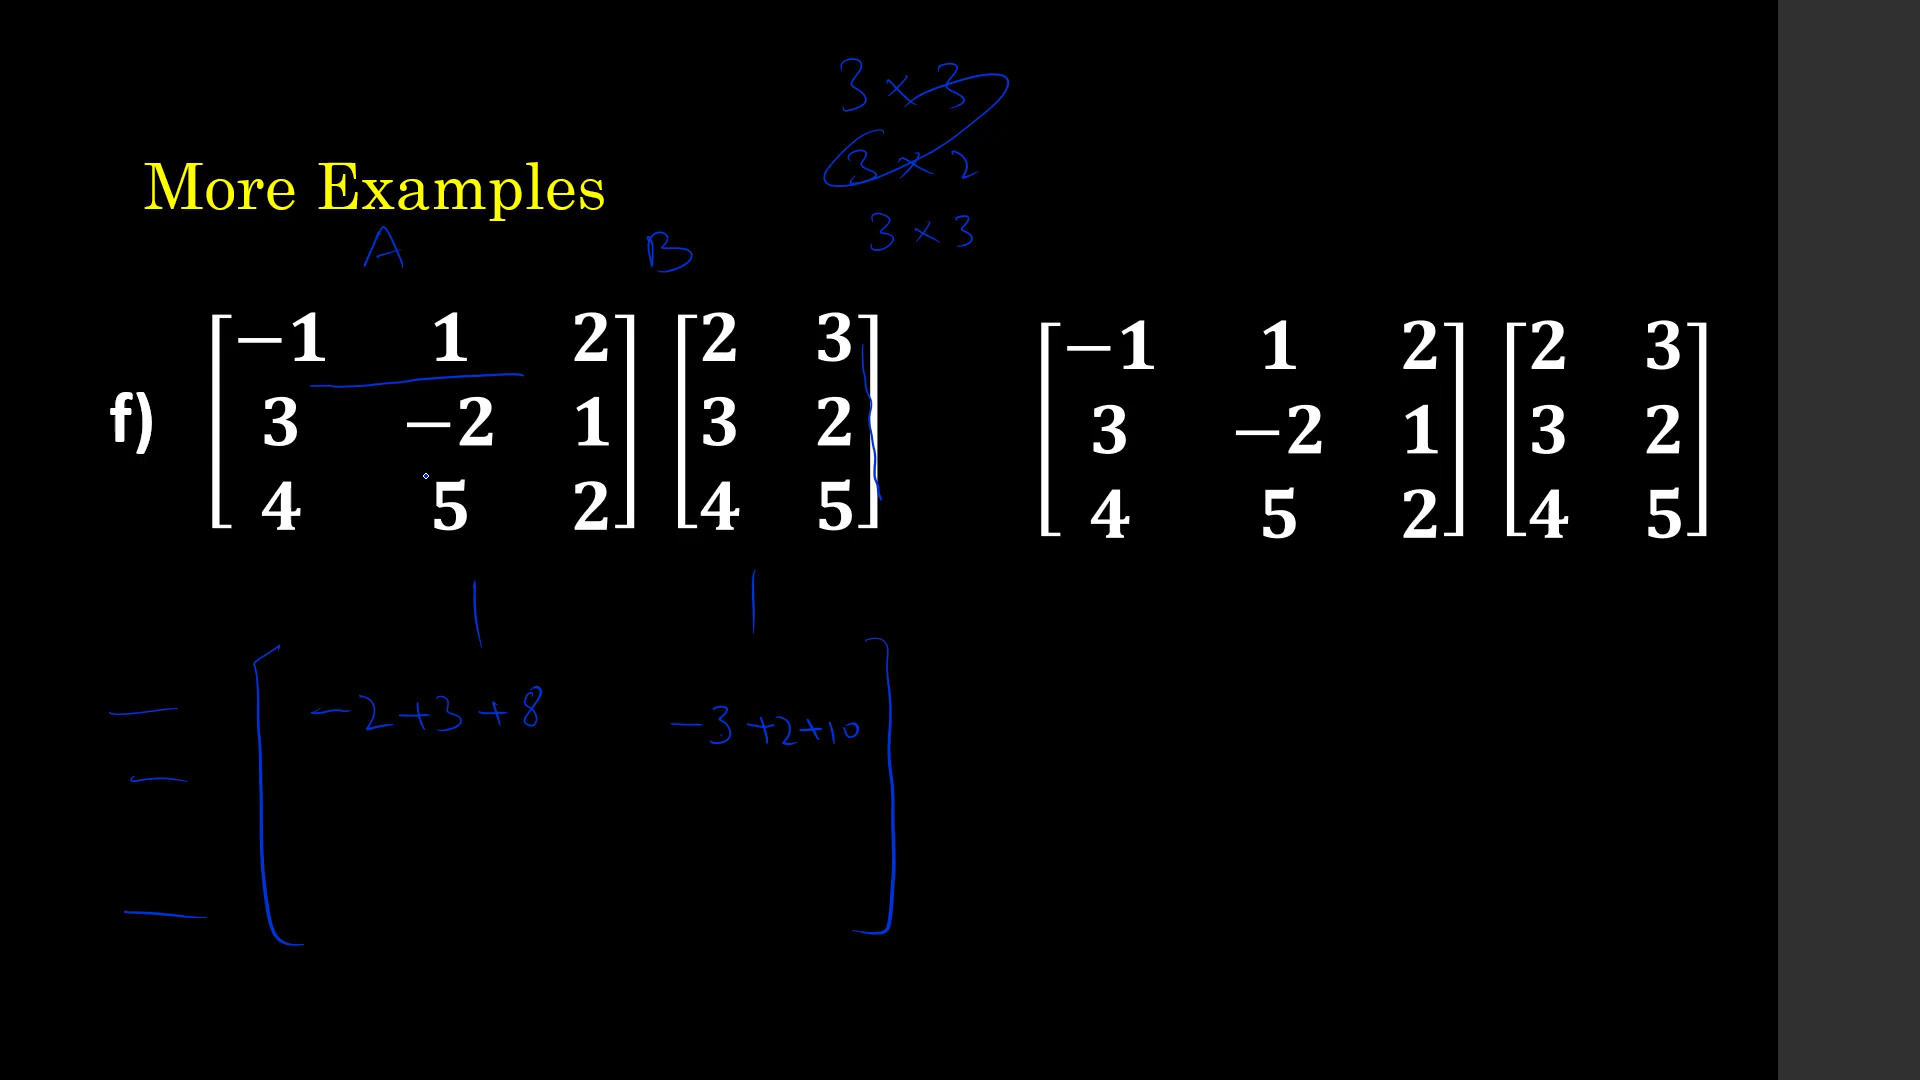 3 × 3
3 × 2
More Examples
3 × 3
A B
f) [−1 1 2] [2 3] [−1 1 2] [2 3]
[3 −2 1] [3 2] [3 −2 1] [3 2]
[4 5 2] [4 5] [4 5 2] [4 5]
= [ −2+3+8 −3+2+10 ]